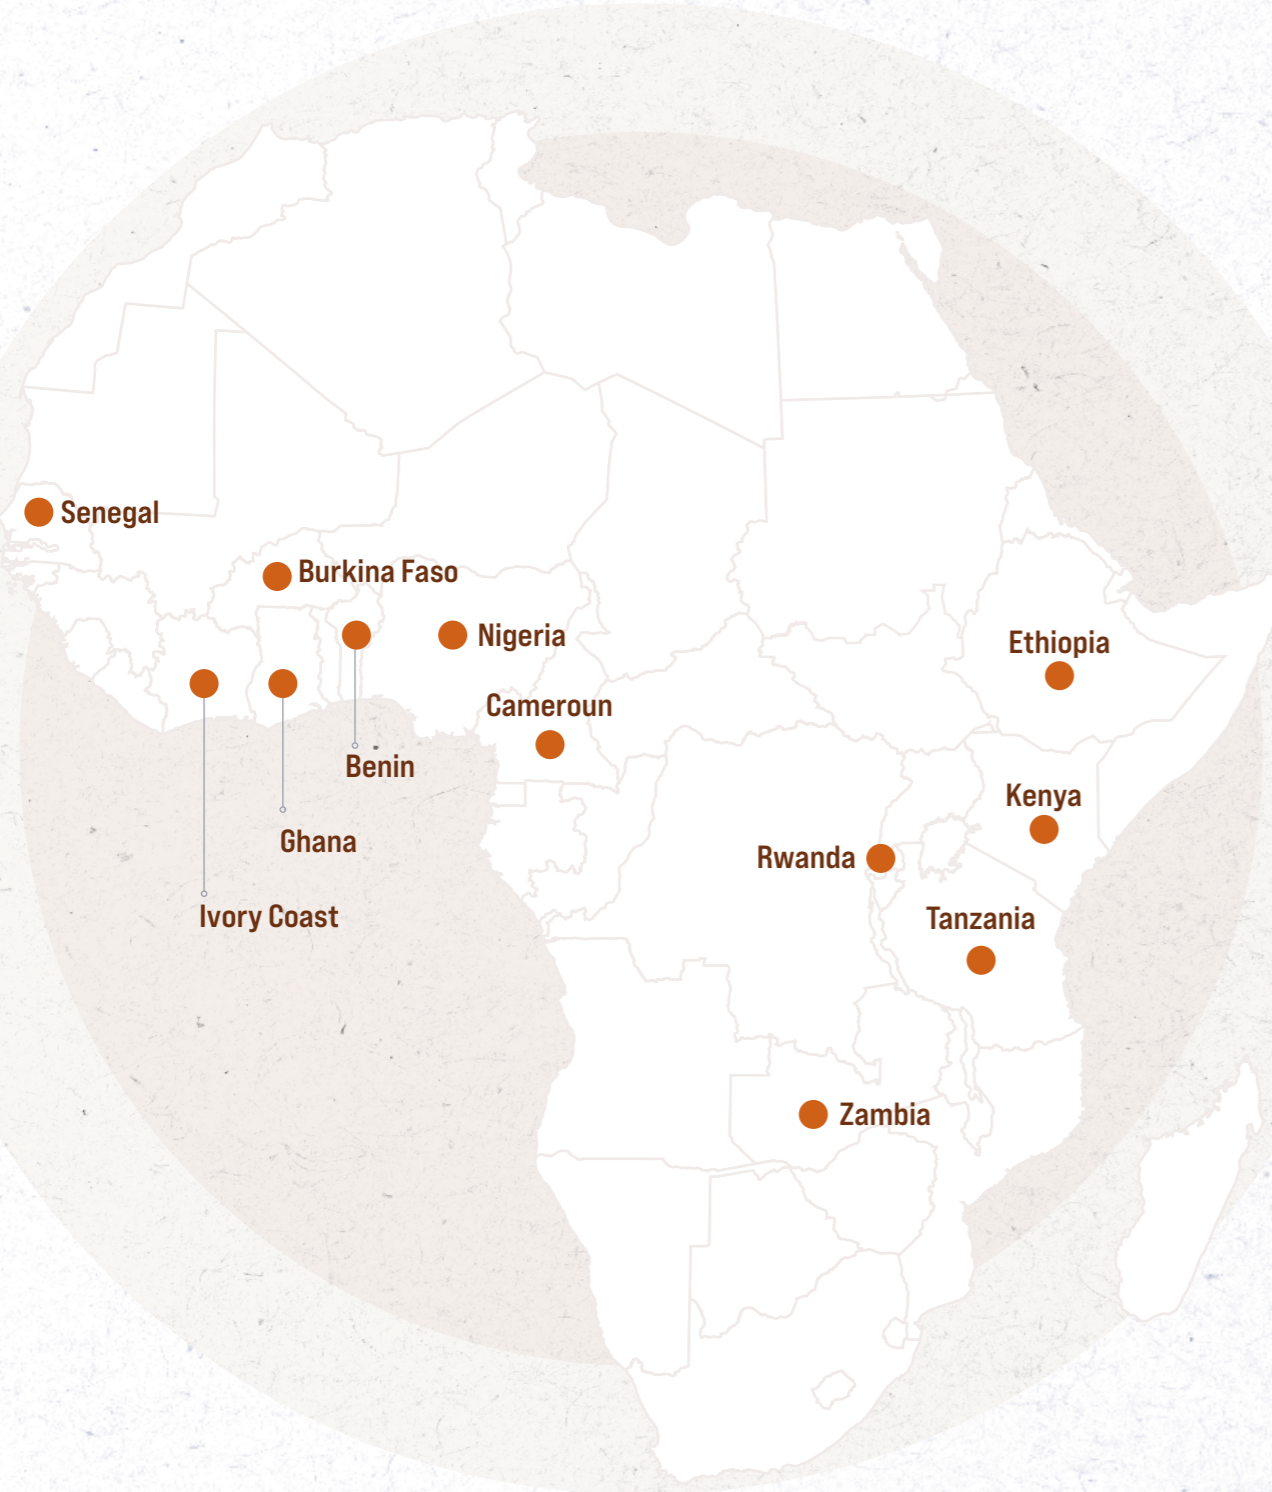 Senegal
Burkina Faso
Nigeria
Ethiopia
Cameroun
Benin
Kenya
Ghana
Rwanda
Ivory Coast
Tanzania
Zambia